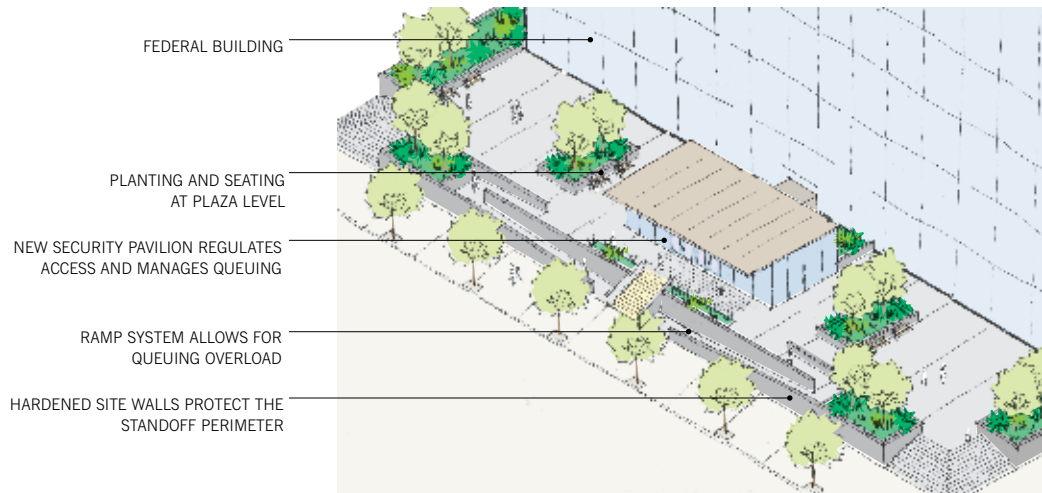 FEDERAL BUILDING
PLANTING AND SEATING
AT PLAZA LEVEL
NEW SECURITY PAVILION REGULATES
ACCESS AND MANAGES QUEUING
RAMP SYSTEM ALLOWS FOR
QUEUING OVERLOAD
HARDENED SITE WALLS PROTECT THE
STANDOFF PERIMETER